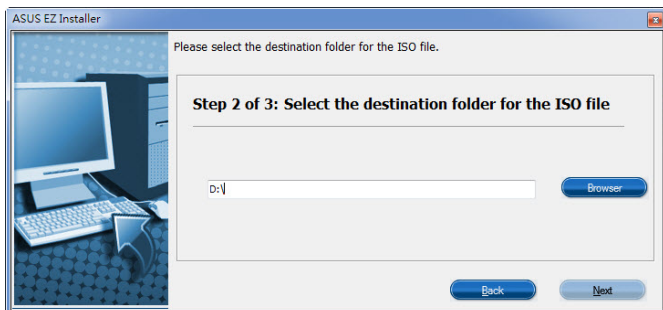 ASUS EZ Installer
Please select the destination folder for the ISO file.
Step 2 of 3: Select the destination folder for the ISO file
D:\
Browser
Back
Next